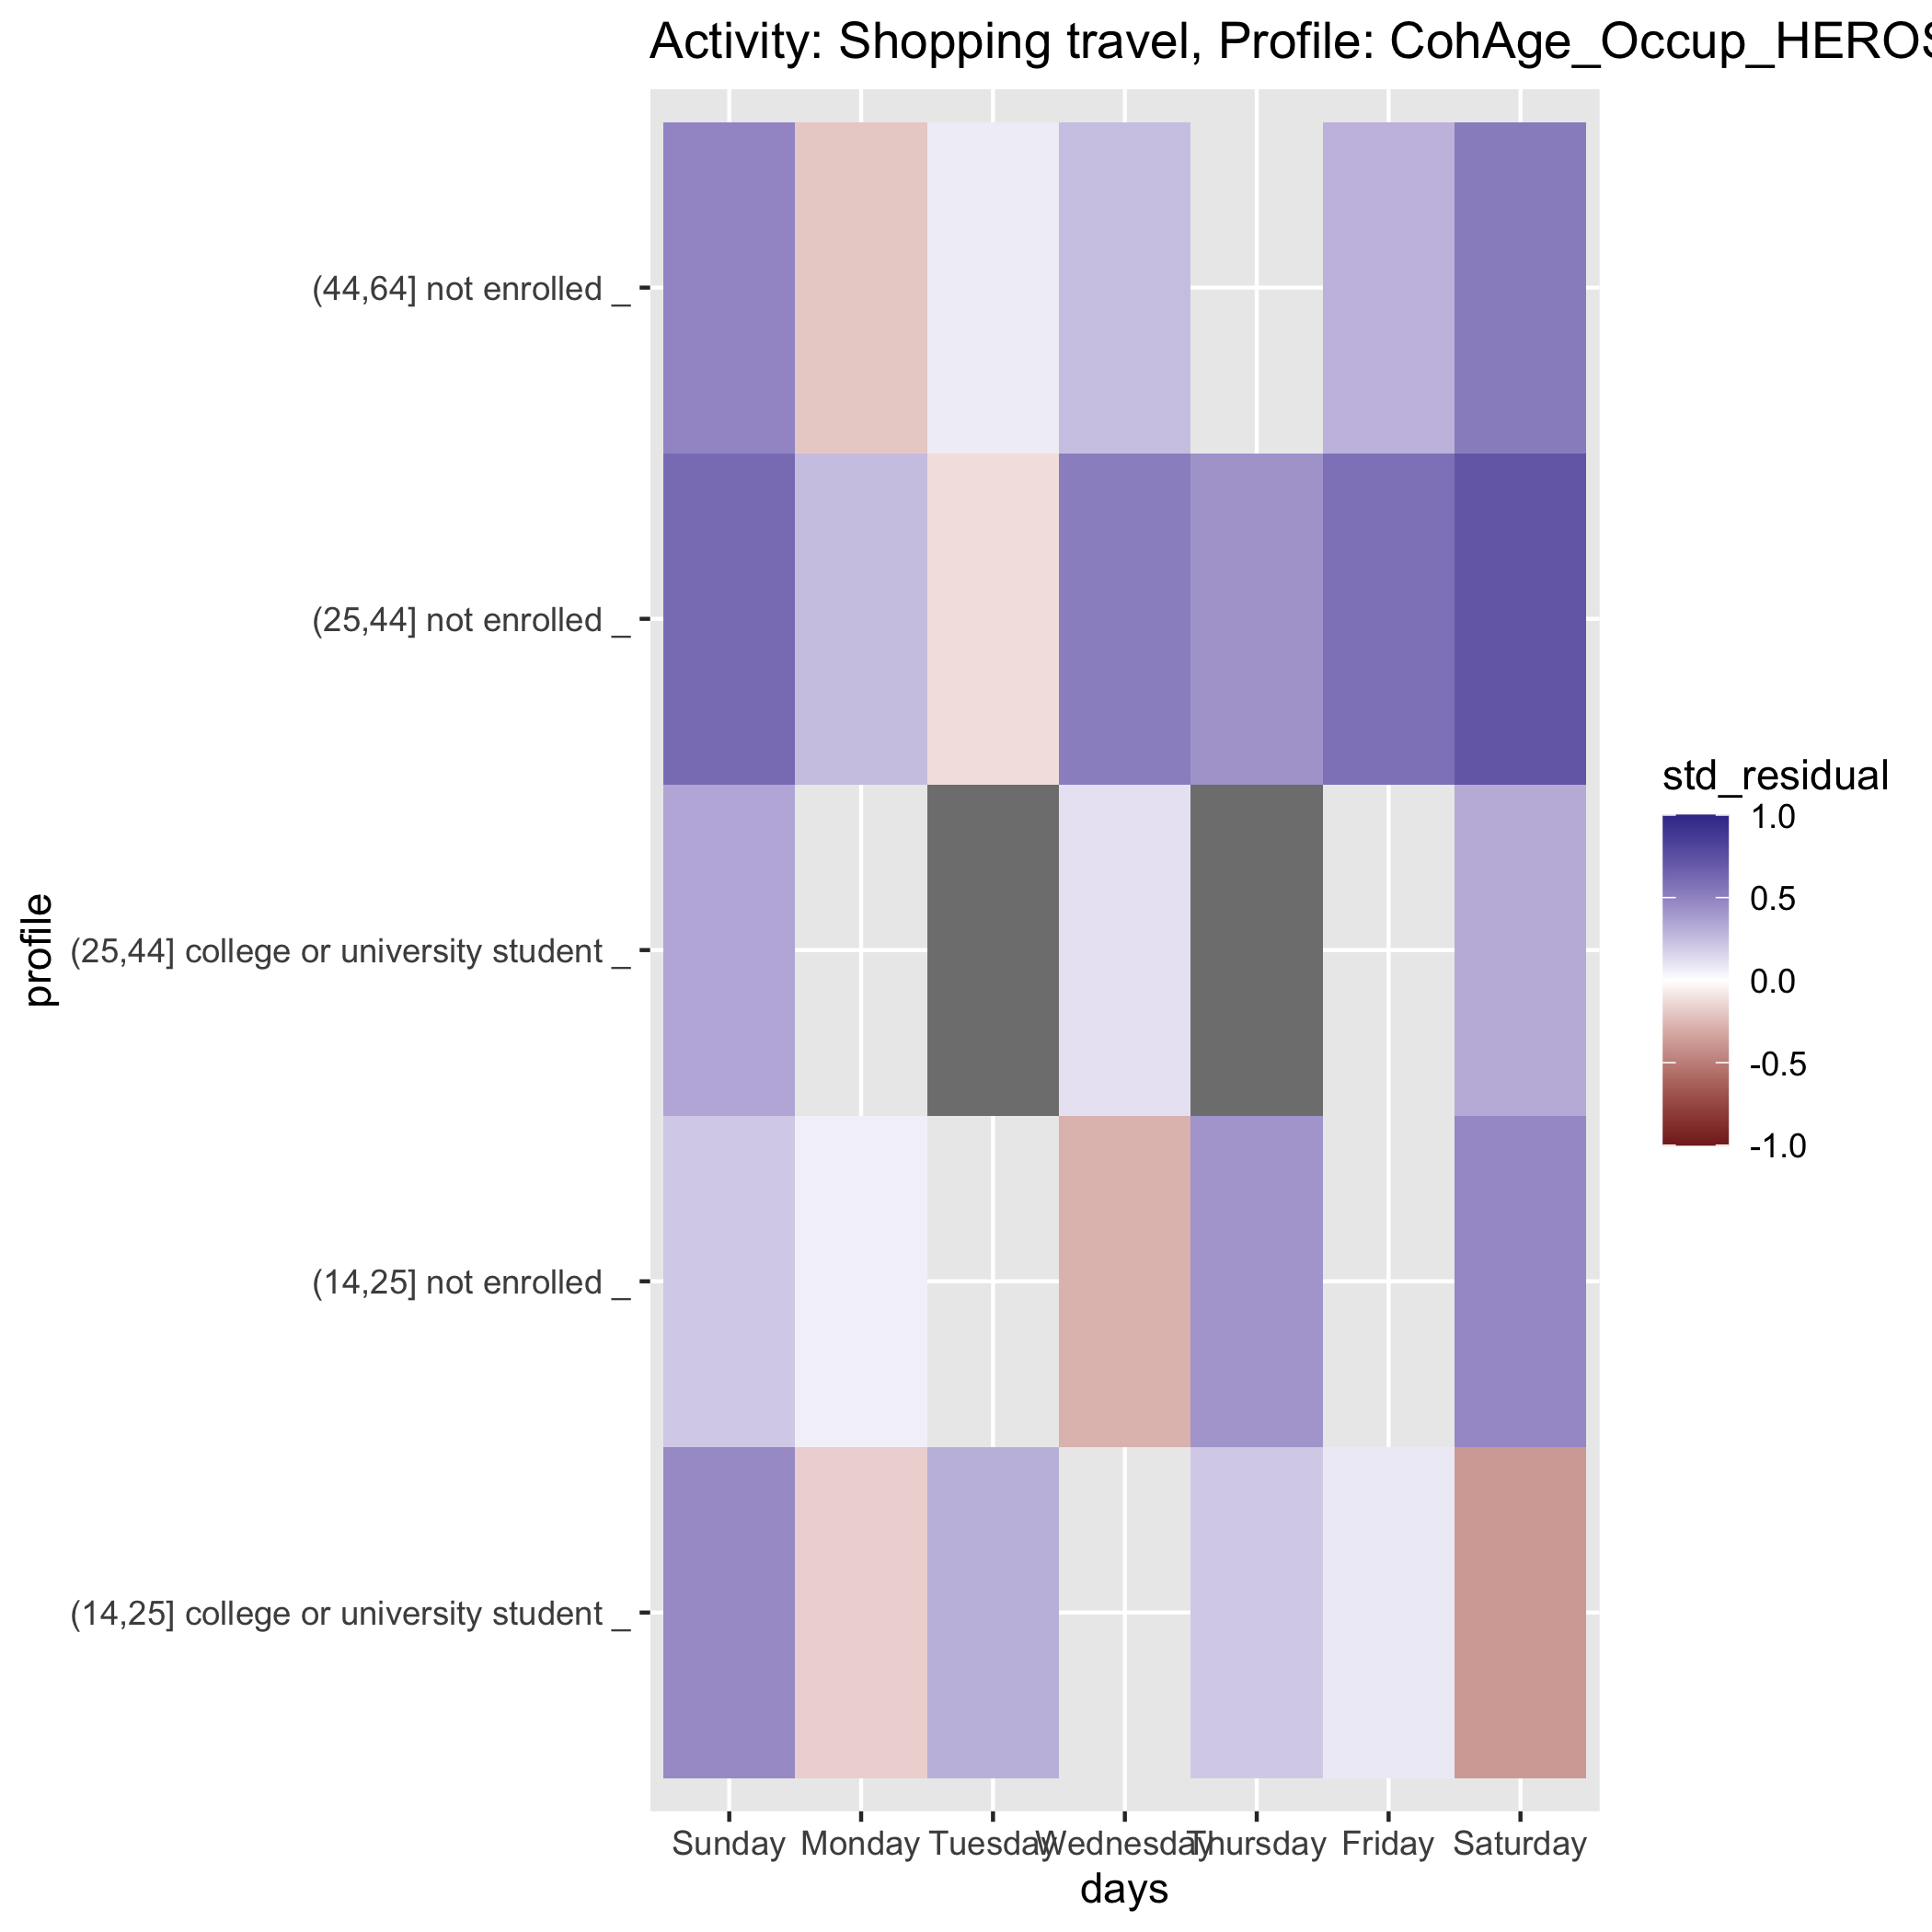 Activity: Shopping travel, Profile: CohAge_Occup_HEROS
(44,64] not enrolled _
(25,44] not enrolled _
(25,44] college or university student _
(14,25] not enrolled _
(14,25] college or university student _
profile
Sunday Monday Tuesday Wednesday Thursday Friday Saturday
days
std_residual
1.0
0.5
0.0
-0.5
-1.0